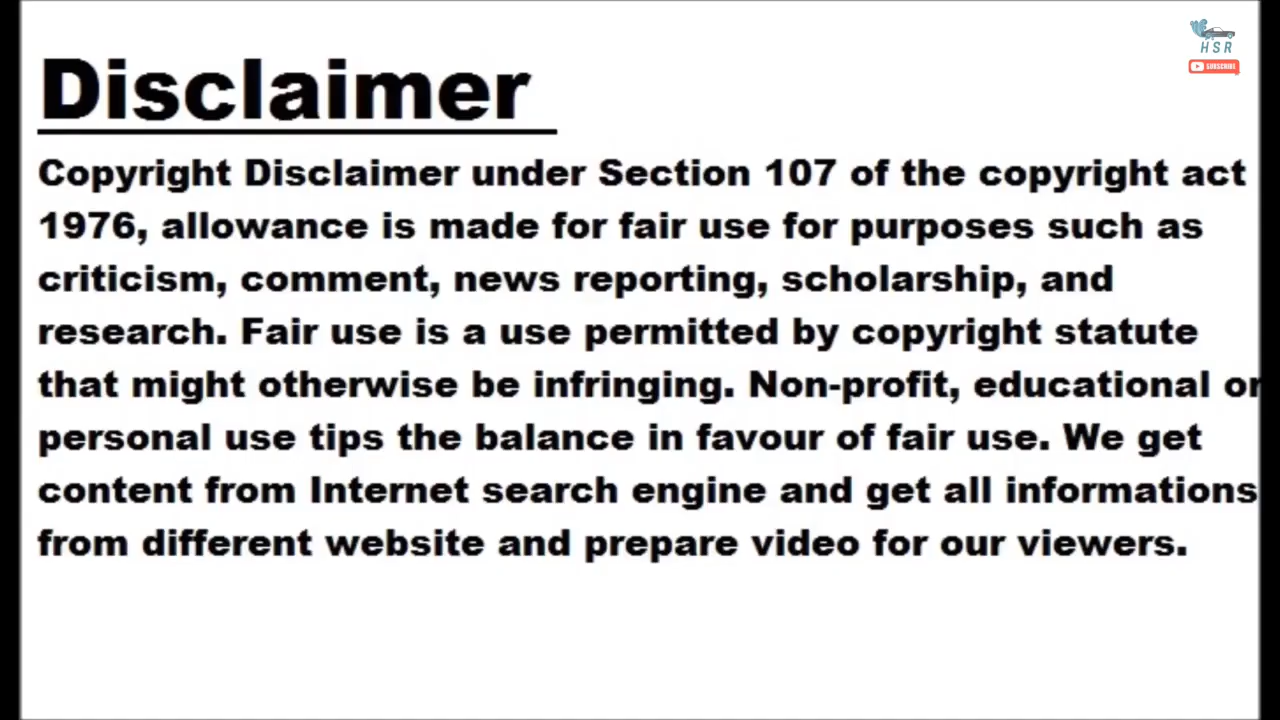 HSR
SUBSCRIBE
Disclaimer
Copyright Disclaimer under Section 107 of the copyright act
1976, allowance is made for fair use for purposes such as
criticism, comment, news reporting, scholarship, and
research. Fair use is a use permitted by copyright statute
that might otherwise be infringing. Non-profit, educational or
personal use tips the balance in favour of fair use. We get
content from Internet search engine and get all informations
from different website and prepare video for our viewers.